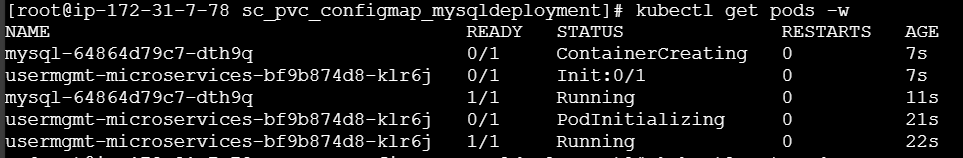 [root@ip-172-31-7-78 sc_pvc_configmap_mysqldeployment]# kubectl get pods -w
NAME READY STATUS RESTARTS AGE
mysql-64864d79c7-dth9q 0/1 ContainerCreating 0 7s
usermgmt-microservices-bf9b874d8-klr6j 0/1 Init:0/1 0 7s
mysql-64864d79c7-dth9q 1/1 Running 0 11s
usermgmt-microservices-bf9b874d8-klr6j 0/1 PodInitializing 0 21s
usermgmt-microservices-bf9b874d8-klr6j 1/1 Running 0 22s